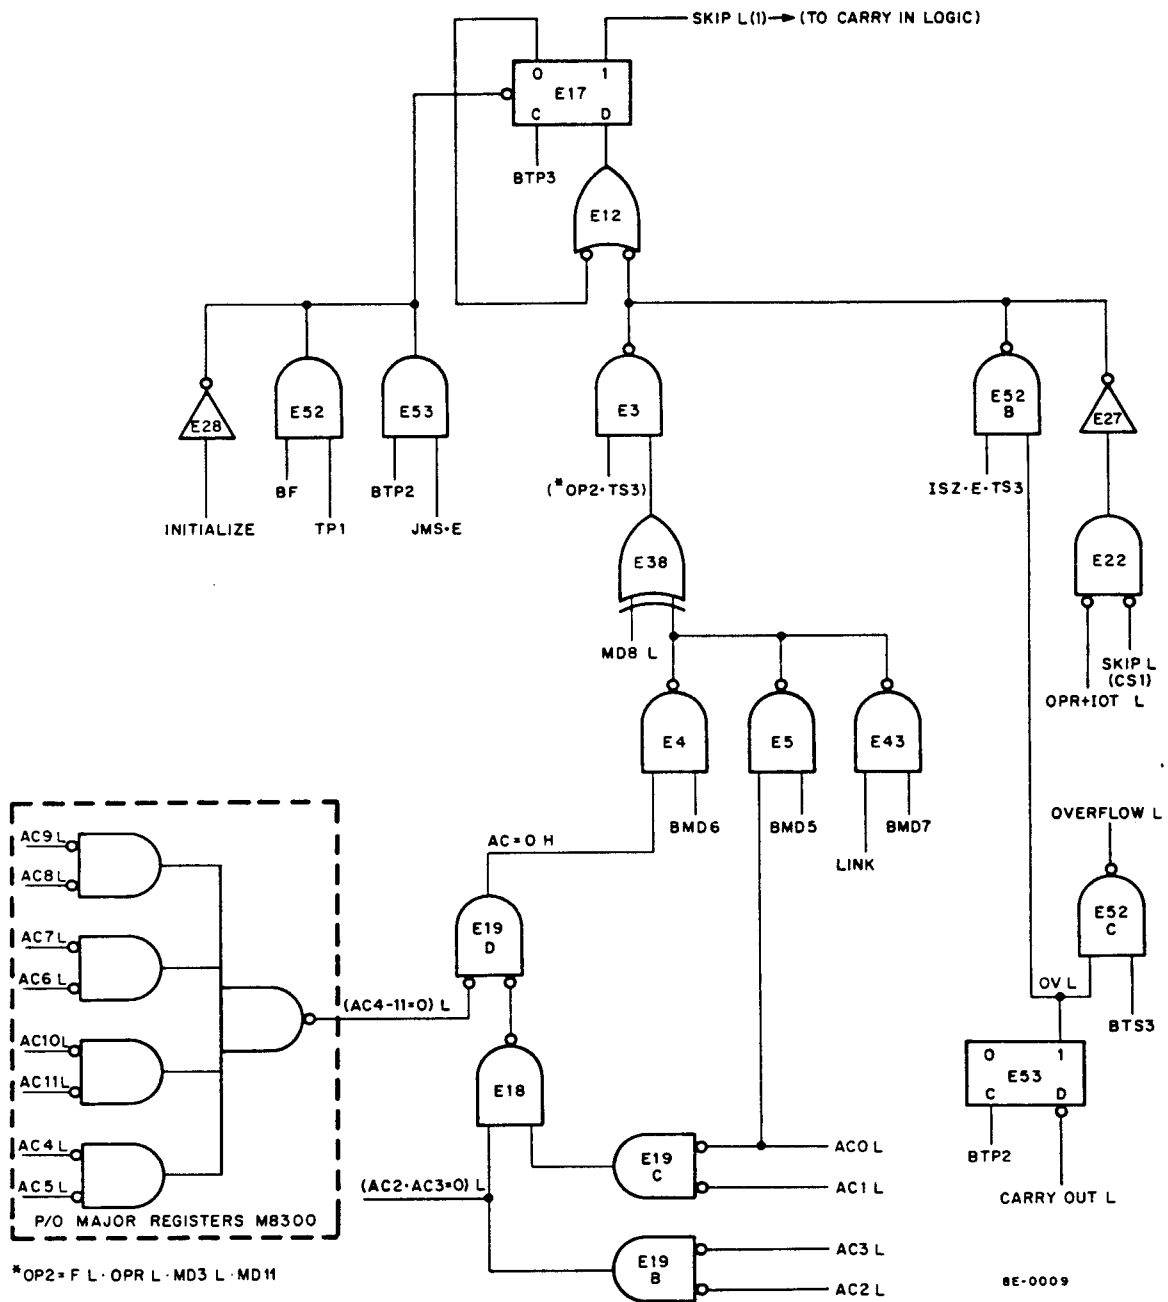 SKIP L(1) → (TO CARRY IN LOGIC)
0 1
E17
C D
BTP3
E12
E28
E52
E53
E3
E52
B
E27
BF
BTP2
(*OP2·TS3)
ISZ·E·TS3
INITIALIZE
TP1
JMS·E
E22
E38
MD8 L
SKIP L
(CS1)
OPR+IOT L
E4
E5
E43
BMD6
BMD5
BMD7
LINK
OVERFLOW L
AC=0 H
AC9 L
AC8 L
E19
D
E52
C
AC7 L
AC6 L
OV L
(AC4-11=0) L
BTS3
AC10L
AC11L
0 1
E53
C D
E18
AC4 L
AC5 L
E19
C
AC0 L
AC1 L
BTP2
(AC2·AC3=0) L
CARRY OUT L
P/O MAJOR REGISTERS M8300
E19
B
AC3 L
AC2 L
*OP2= F L·OPR L·MD3 L·MD11
8E-0009